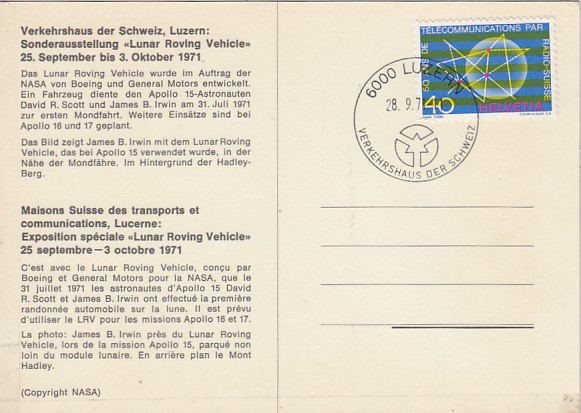 Verkehrshaus der Schweiz, Luzern:
Sonderausstellung «Lunar Roving Vehicle»
25. September bis 3. Oktober 1971
Das Lunar Roving Vehicle wurde im Auftrag der
NASA von Boeing und General Motors entwickelt.
Ein Fahrzeug diente den Apollo 15-Astronauten
David R. Scott und James B. Irwin am 31. Juli 1971
zur ersten Mondfahrt. Weitere Einsätze sind bei
Apollo 16 und 17 geplant.
Das Bild zeigt James B. Irwin mit dem Lunar Roving
Vehicle, das bei Apollo 15 verwendet wurde, in der
Nähe der Mondfähre. Im Hintergrund der Hadley-
Berg.
Maisons Suisse des transports et
communications, Lucerne:
Exposition spéciale «Lunar Roving Vehicle»
25 septembre—3 octobre 1971
C'est avec le Lunar Roving Vehicle, conçu par
Boeing et General Motors pour la NASA, que le
31 juillet 1971 les astronautes d'Apollo 15 David
R. Scott et James B. Irwin ont effectué la première
randonnée automobile sur la lune. Il est prévu
d'utiliser le LRV pour les missions Apollo 16 et 17.
La photo: James B. Irwin près du Lunar Roving
Vehicle, lors de la mission Apollo 15, parqué non
loin du module lunaire. En arrière plan le Mont
Hadley.
(Copyright NASA)
50 ANS DE
TÉLÉCOMMUNICATIONS PAR
RADIO-SUISSE
40
HELVETIA
6000 LUZERN
28. 9. 7
VERKEHRSHAUS DER SCHWEIZ